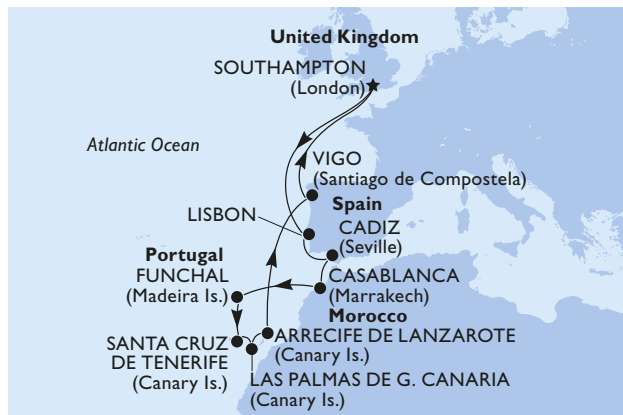 United Kingdom
SOUTHAMPTON
(London)
Atlantic Ocean
VIGO
(Santiago de Compostela)
Spain
LISBON
CADIZ
(Seville)
Portugal
FUNCHAL
(Madeira Is.)
CASABLANCA
(Marrakech)
Morocco
SANTA CRUZ
DE TENERIFE
(Canary Is.)
ARRECIFE DE LANZAROTE
(Canary Is.)
LAS PALMAS DE G. CANARIA
(Canary Is.)